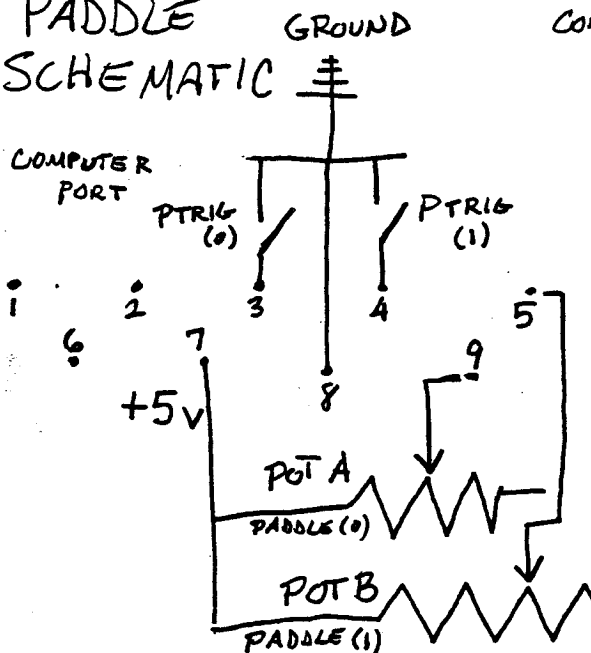 PADDLE
SCHEMATIC
GROUND
COMPUTER
PORT
PTRIG
(0)
PTRIG
(1)
1
2
3
4
5
6
7
8
9
+5V
POT A
PADDLE (0)
POT B
PADDLE (1)